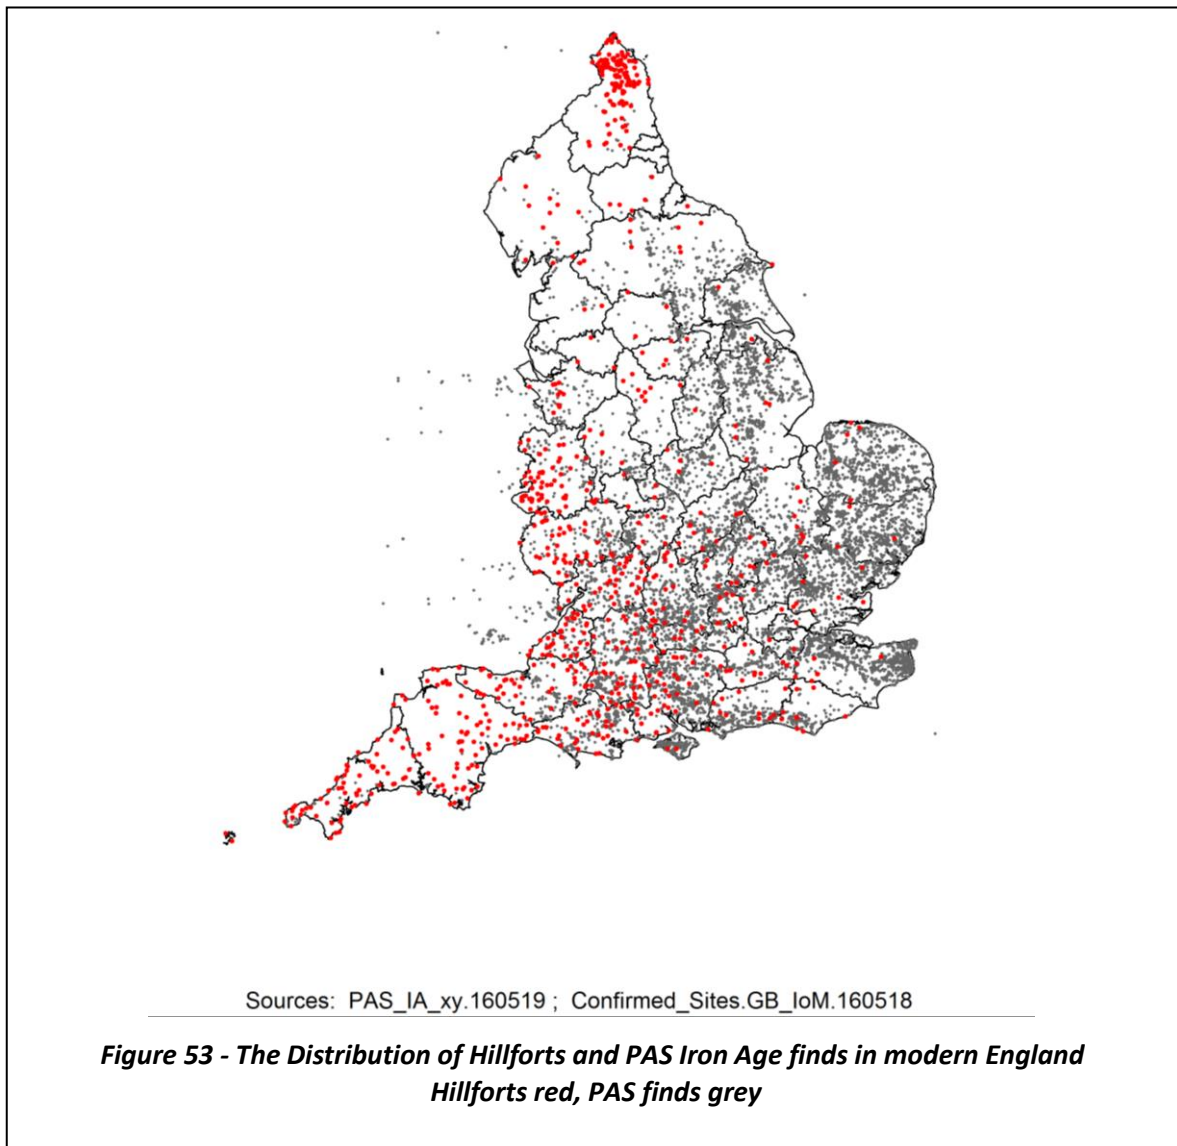 Sources: PAS_IA_xy.160519 ; Confirmed_Sites.GB_IoM.160518
Figure 53 - The Distribution of Hillforts and PAS Iron Age finds in modern England
Hillforts red, PAS finds grey